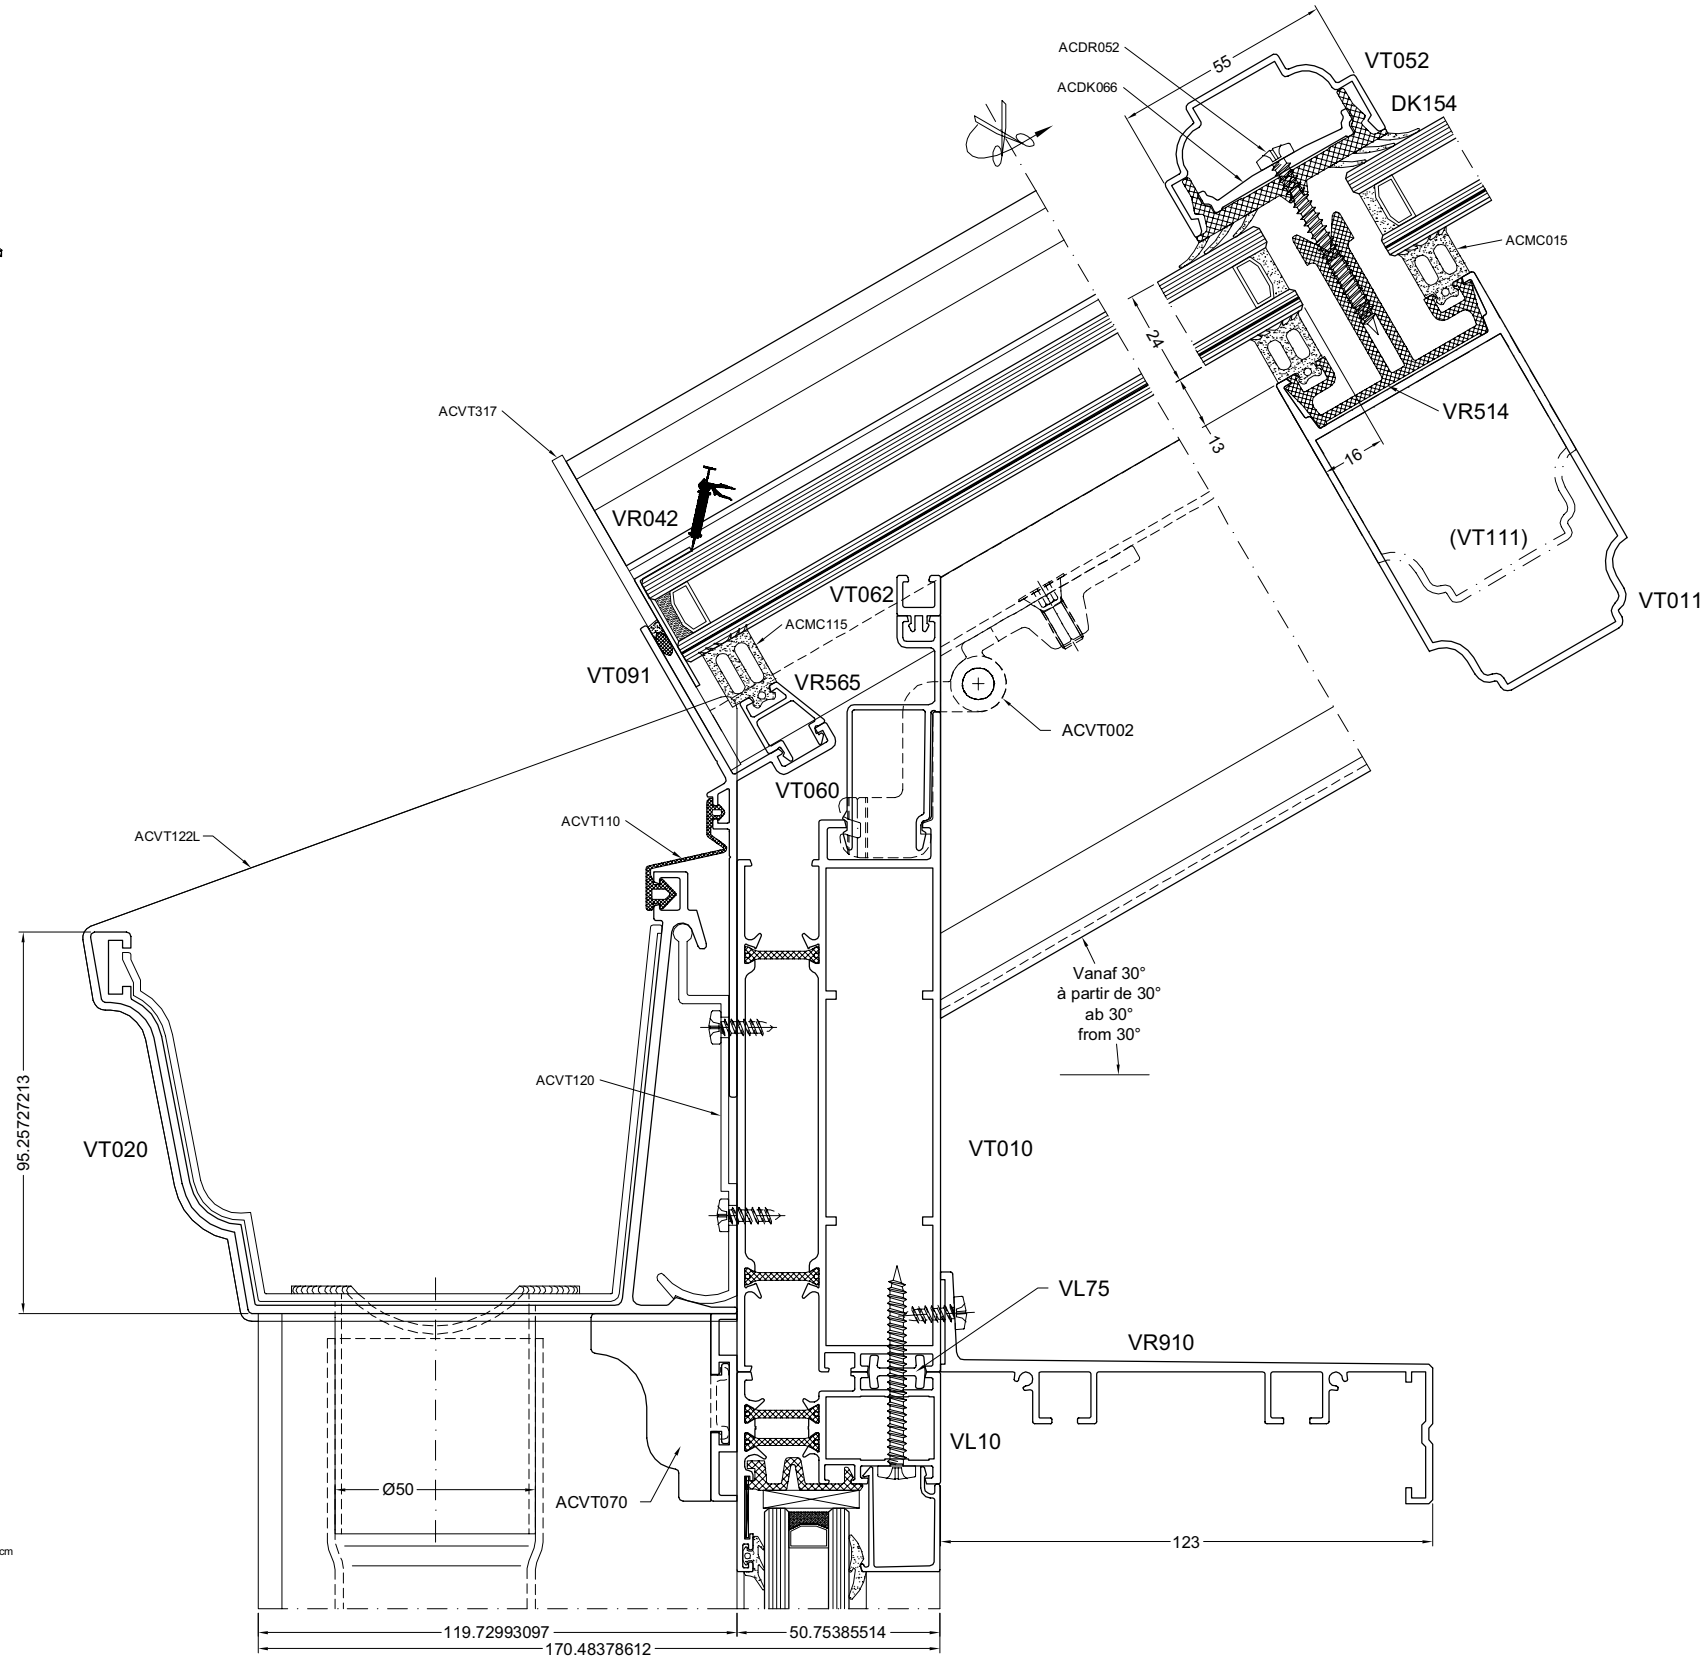 ACDR052
55
VT052
ACDK066
DK154
ACMC015
24
ACVT317
VR514
13
16
VR042
(VT111)
VT062
VT011
ACMC115
VT091
VR565
ACVT002
VT060
ACVT110
ACVT122L
Vanaf 30°
à partir de 30°
ab 30°
from 30°
95.25727213
ACVT120
VT020
VT010
VL75
VR910
VL10
Ø50
ACVT070
cm
123
119.72993097
50.75385514
170.48378612